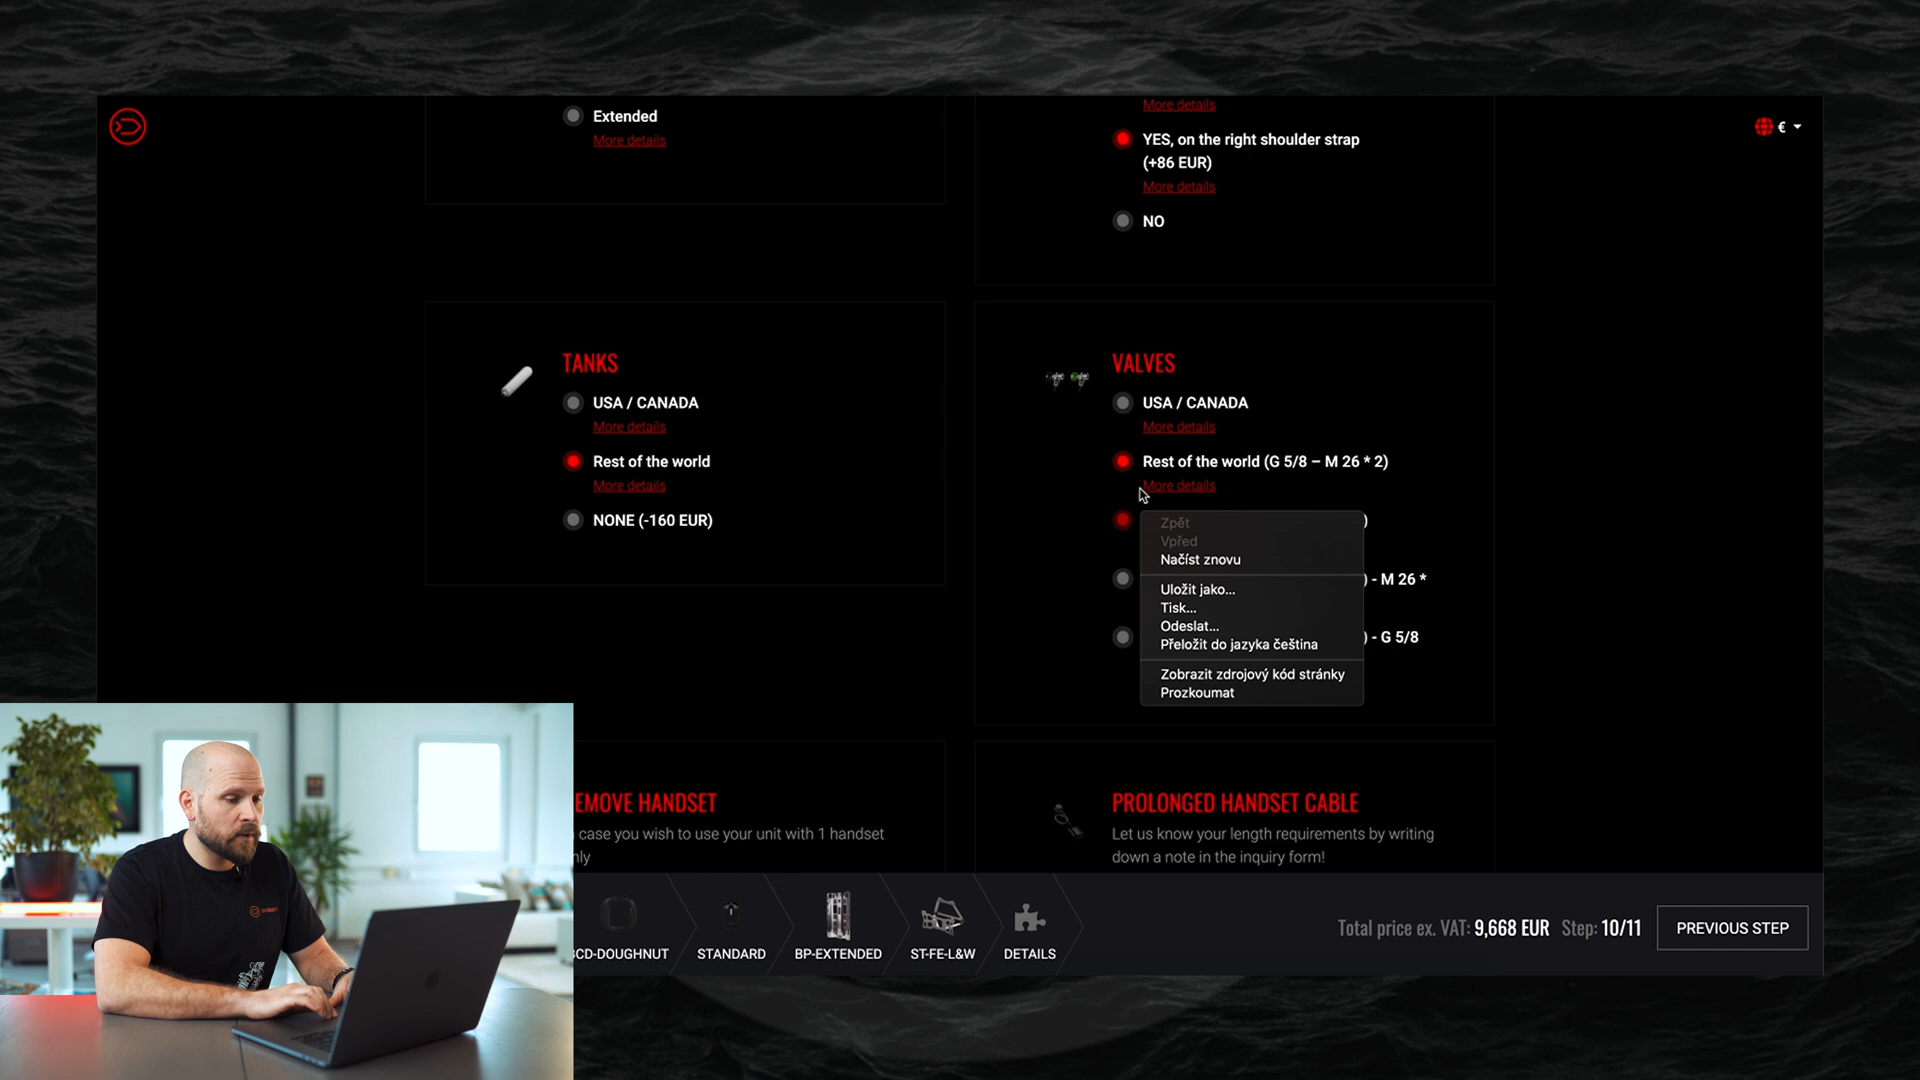 Extended
More details
More details
YES, on the right shoulder strap
(+86 EUR)
More details
NO
€
TANKS
USA / CANADA
More details
Rest of the world
More details
NONE (-160 EUR)
VALVES
USA / CANADA
More details
Rest of the world (G 5/8 – M 26 * 2)
More details
)
) - M 26 *
) - G 5/8
Zpět
Vpřed
Načíst znovu
Uložit jako...
Tisk...
Odeslat...
Přeložit do jazyka čeština
Zobrazit zdrojový kód stránky
Prozkoumat
EMOVE HANDSET
case you wish to use your unit with 1 handset
nly
PROLONGED HANDSET CABLE
Let us know your length requirements by writing
down a note in the inquiry form!
CD-DOUGHNUT
STANDARD
BP-EXTENDED
ST-FE-L&W
DETAILS
Total price ex. VAT: 9,668 EUR Step: 10/11
PREVIOUS STEP